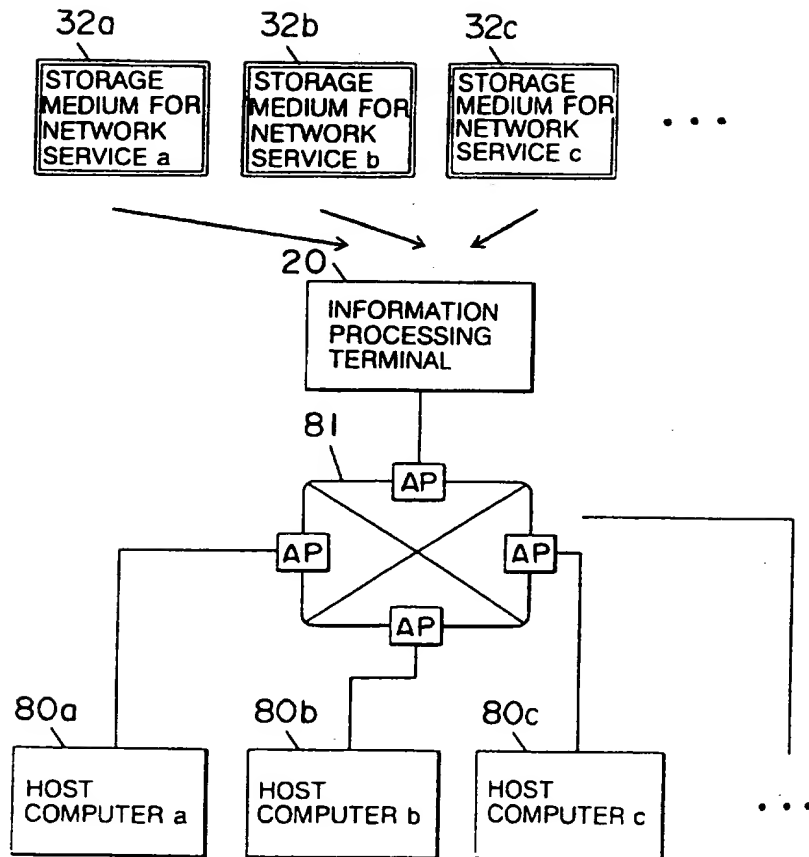 32a
32b
32c
STORAGE
MEDIUM FOR
NETWORK
SERVICE a
STORAGE
MEDIUM FOR
NETWORK
SERVICE b
STORAGE
MEDIUM FOR
NETWORK
SERVICE c
• • •
20
INFORMATION
PROCESSING
TERMINAL
81
AP
AP
AP
AP
80a
80b
80c
HOST
COMPUTER a
HOST
COMPUTER b
HOST
COMPUTER c
• • •